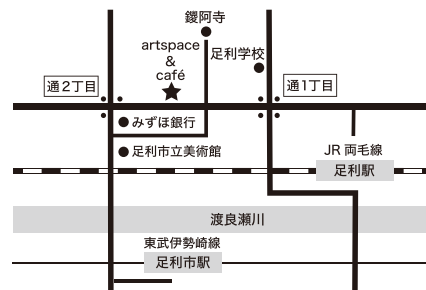 鑁阿寺
artspace
&
café
足利学校
通2丁目
通1丁目
みずほ銀行
足利市立美術館
JR 両毛線
足利駅
渡良瀬川
東武伊勢崎線
足利市駅